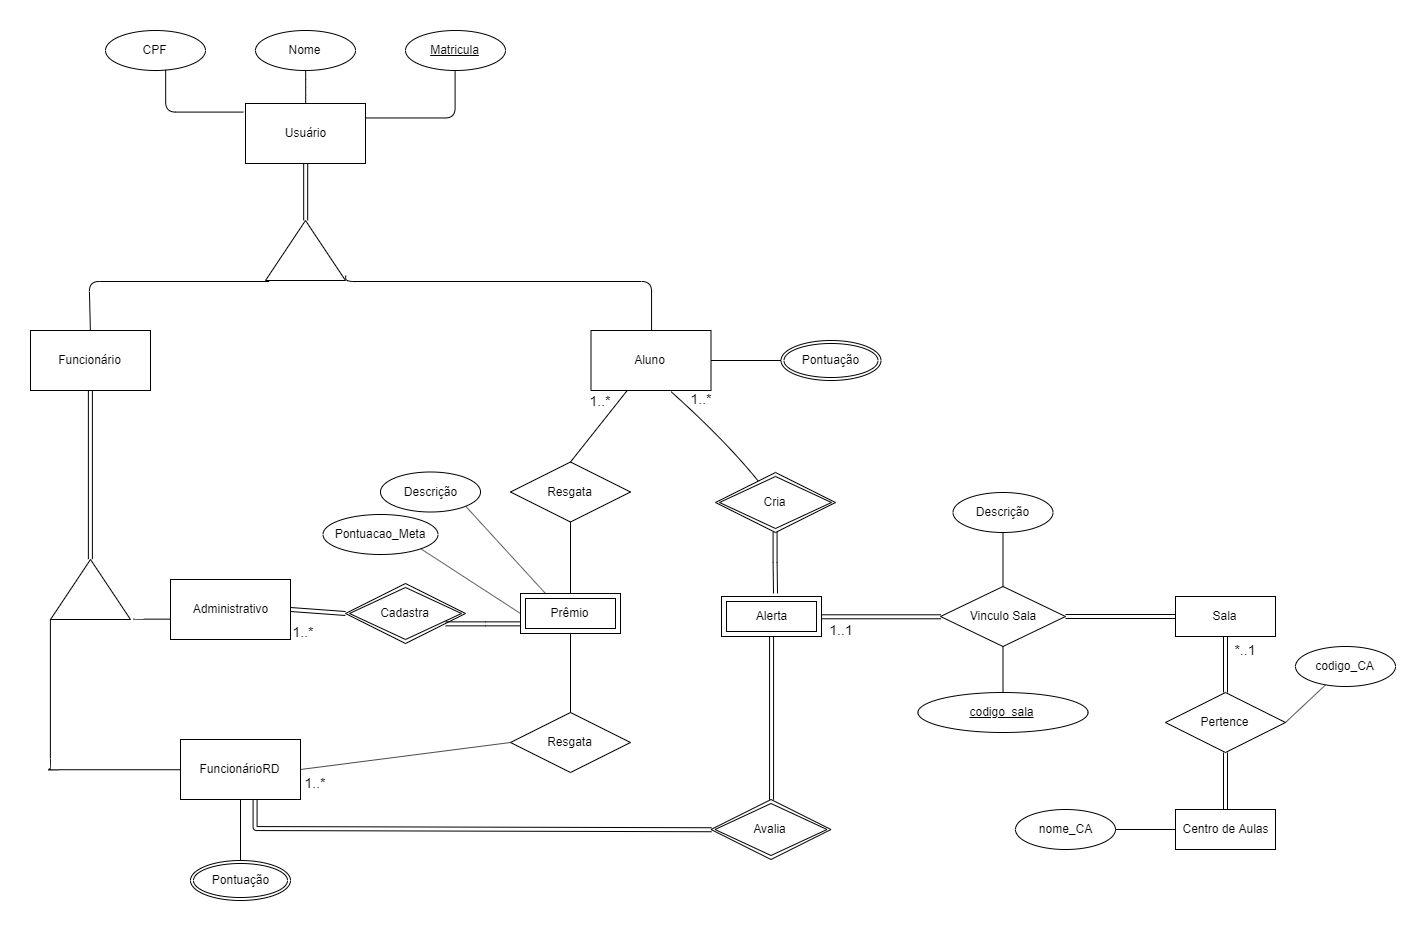 CPF
Nome
Matricula
Usuário
Funcionário
Aluno
Pontuação
1..*
1..*
Descrição
Resgata
Cria
Descrição
Pontuacao_Meta
Administrativo
Cadastra
Prêmio
Alerta
Vinculo Sala
Sala
1..*
1..1
*..1
codigo_CA
codigo_sala
Pertence
Resgata
FuncionárioRD
1..*
Avalia
nome_CA
Centro de Aulas
Pontuação